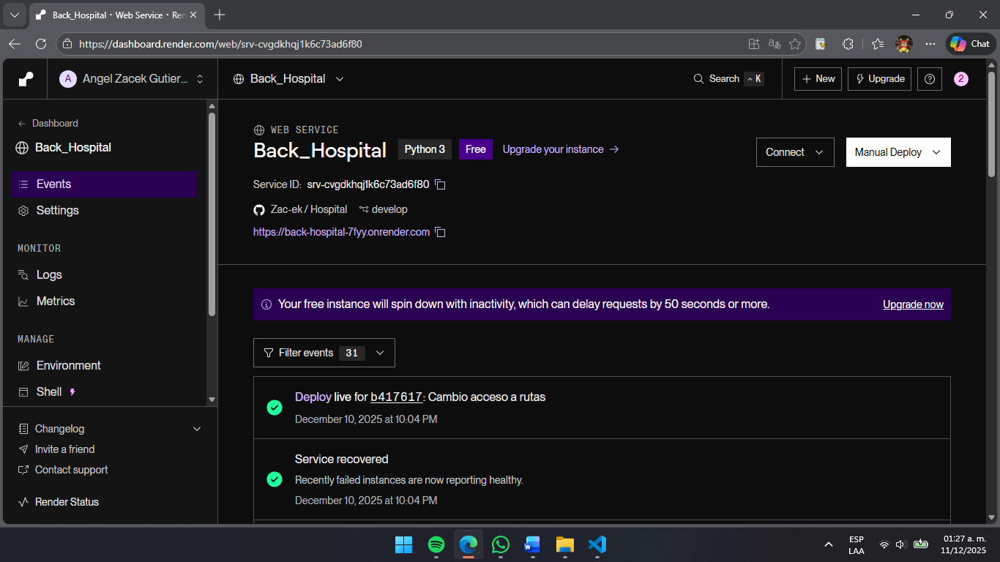 Back_Hospital · Web Service · Ren
https://dashboard.render.com/web/srv-cvgdkhqj1k6c73ad6f80
Chat
A Angel Zacek Gutier...
Back_Hospital
Search ^ K
+ New
Upgrade
2
← Dashboard
Back_Hospital
Events
Settings
MONITOR
Logs
Metrics
MANAGE
Environment
Shell
Changelog
Invite a friend
Contact support
Render Status
WEB SERVICE
Back_Hospital Python 3 Free Upgrade your instance →
Connect
Manual Deploy
Service ID: srv-cvgdkhqj1k6c73ad6f80
Zac-ek / Hospital develop
https://back-hospital-7fyy.onrender.com
Your free instance will spin down with inactivity, which can delay requests by 50 seconds or more. Upgrade now
Filter events 31
Deploy live for b417617: Cambio acceso a rutas
December 10, 2025 at 10:04 PM
Service recovered
Recently failed instances are now reporting healthy.
December 10, 2025 at 10:04 PM
ESP
LAA
01:27 a. m.
11/12/2025